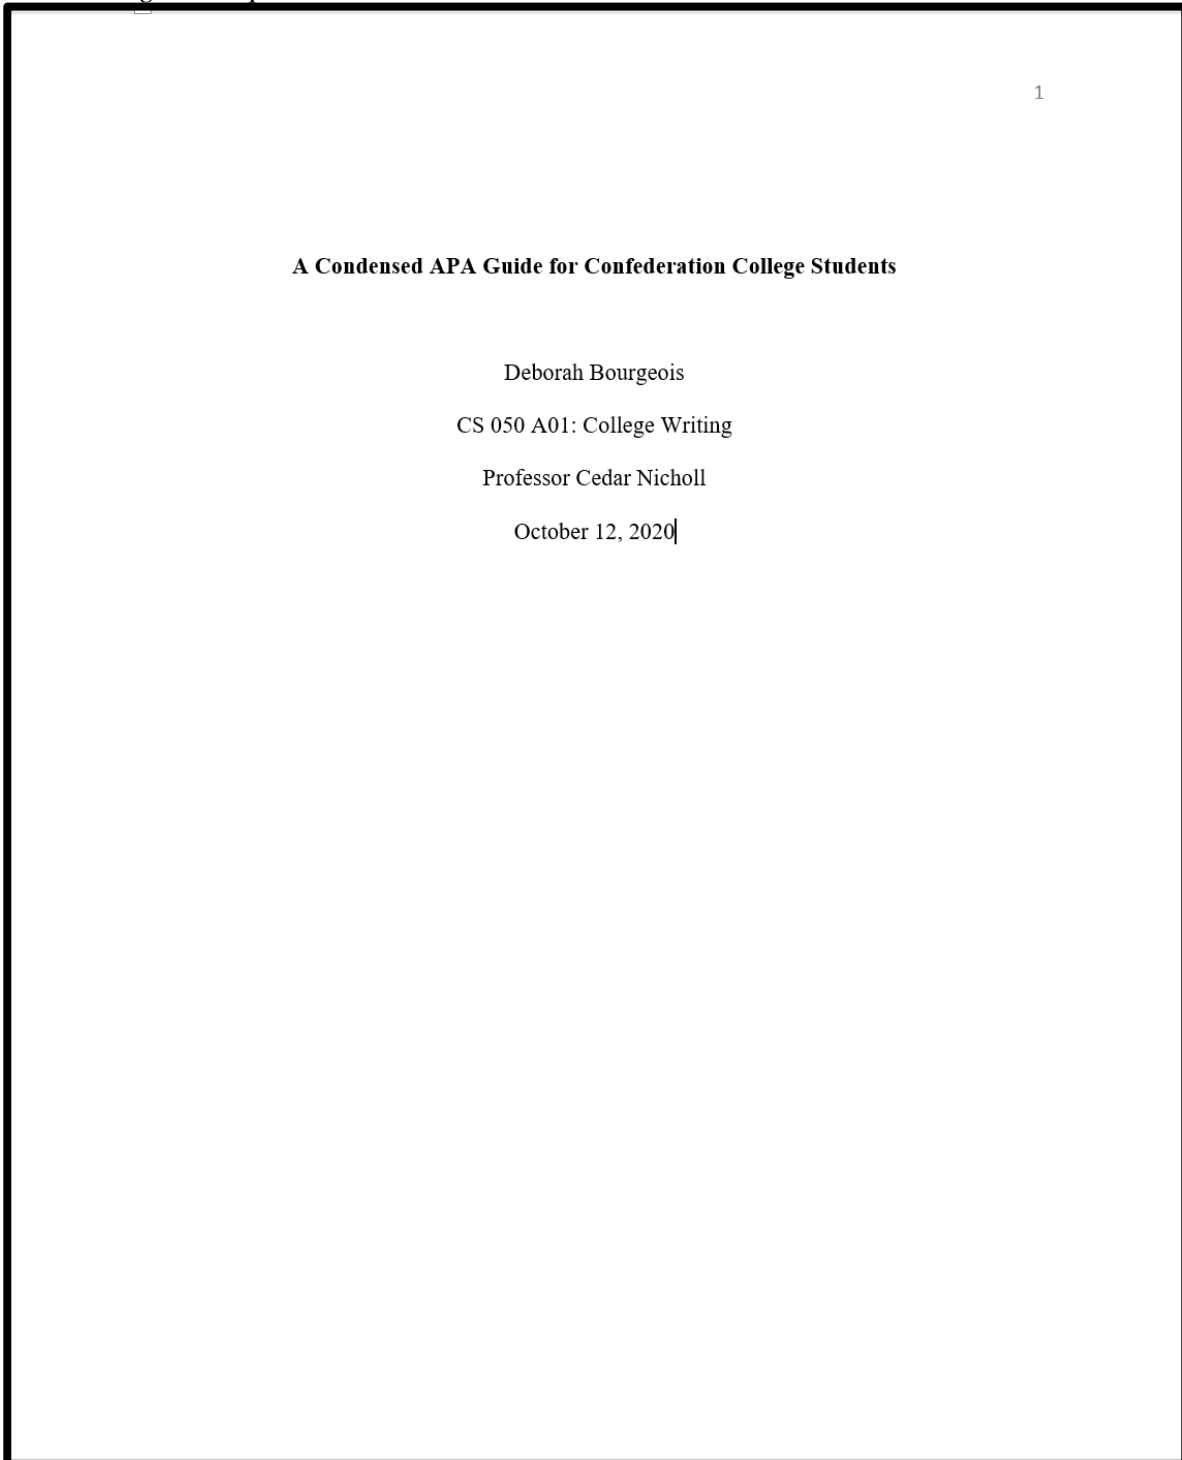 1
A Condensed APA Guide for Confederation College Students
Deborah Bourgeois
CS 050 A01: College Writing
Professor Cedar Nicholl
October 12, 2020